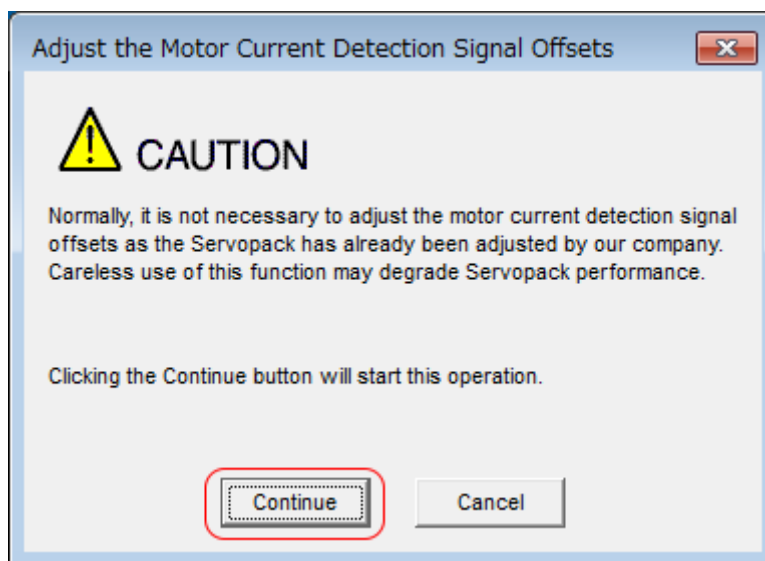 Adjust the Motor Current Detection Signal Offsets
CAUTION
Normally, it is not necessary to adjust the motor current detection signal
offsets as the Servopack has already been adjusted by our company.
Careless use of this function may degrade Servopack performance.
Clicking the Continue button will start this operation.
Continue
Cancel